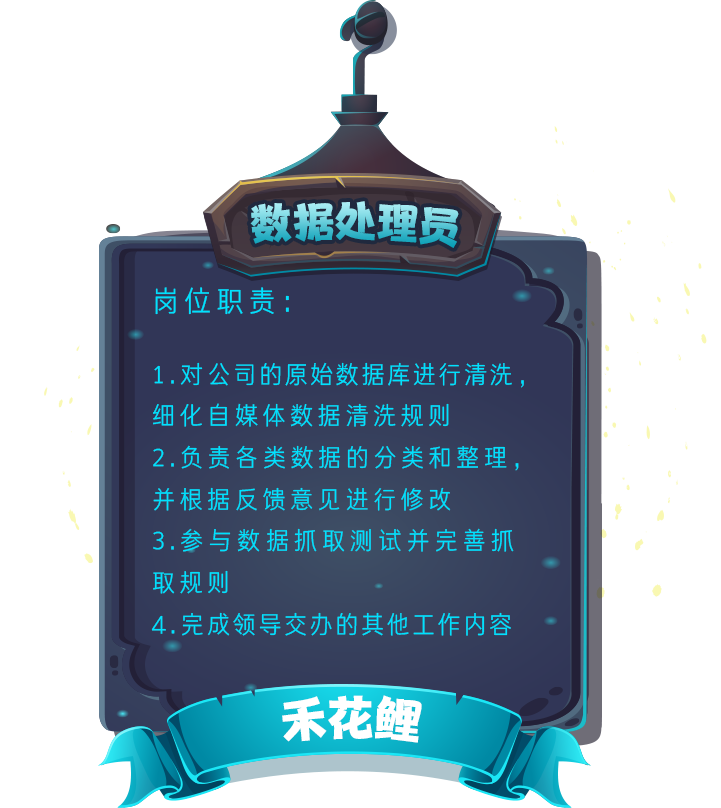 数据处理员
岗位职责：
1.对公司的原始数据库进行清洗，
细化自媒体数据清洗规则
2.负责各类数据的分类和整理，
并根据反馈意见进行修改
3.参与数据抓取测试并完善抓
取规则
4.完成领导交办的其他工作内容
禾花鲤